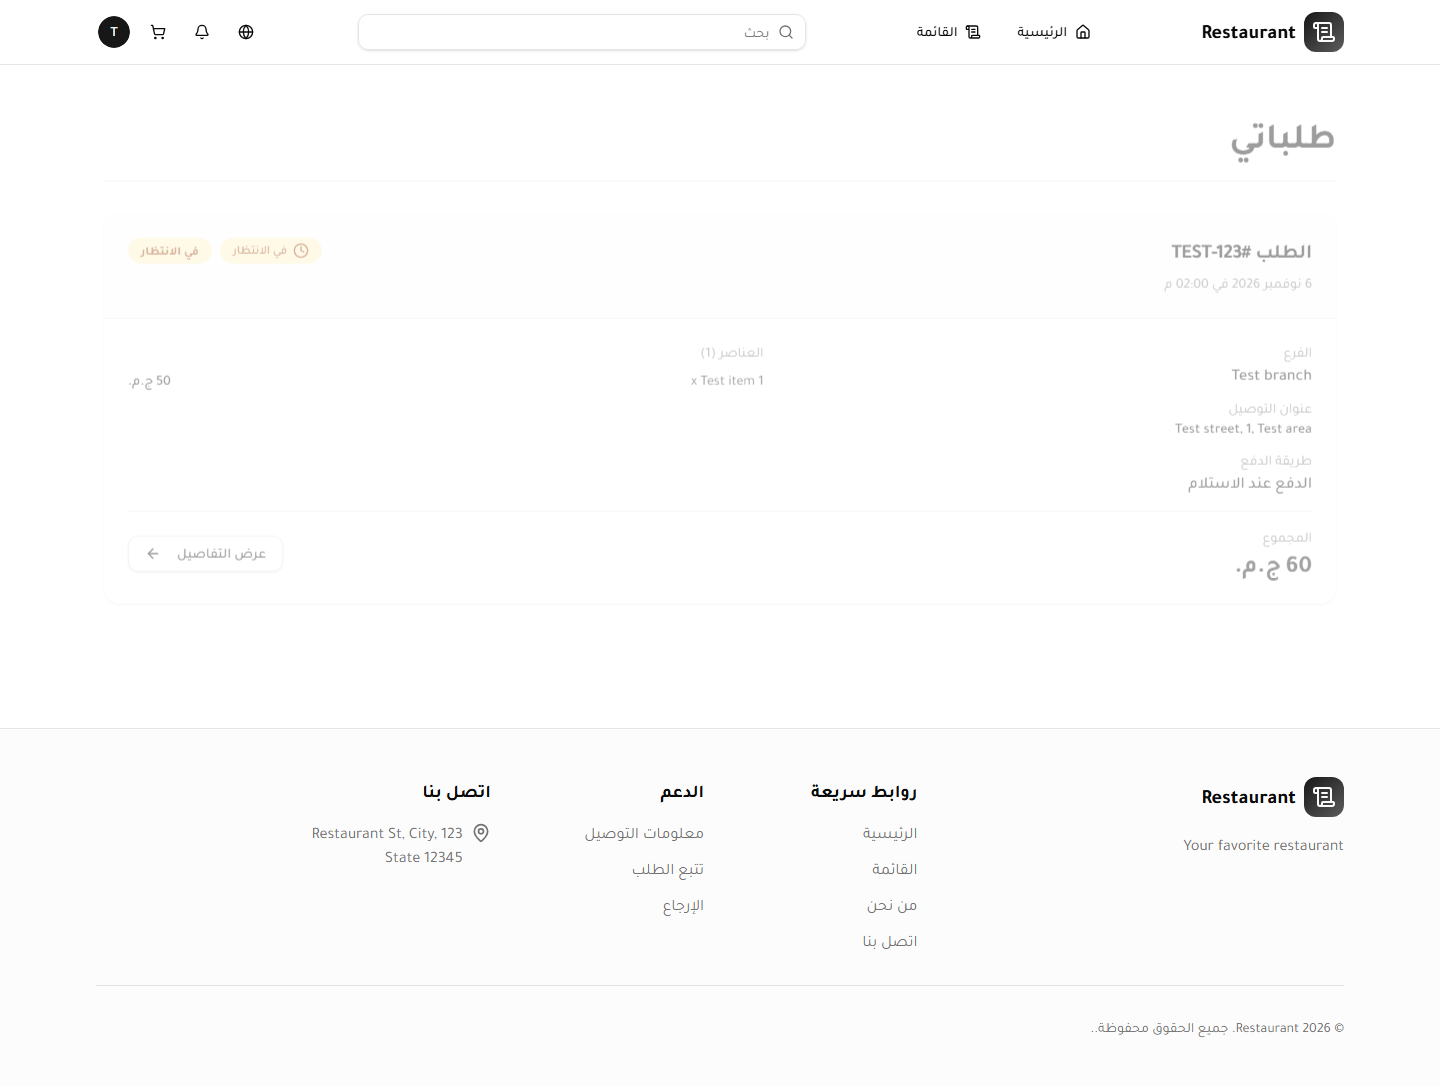 Restaurant
الرئيسية
القائمة
بحث
T
طلباتي
الطلب #TEST-123
6 نوفمبر 2026 في 02:00 م
في الانتظار
في الانتظار
الفرع
Test branch
عنوان التوصيل
Test street, 1, Test area
طريقة الدفع
الدفع عند الاستلام
العناصر (1)
1 x Test item
50 ج.م.
المجموع
60 ج.م.
عرض التفاصيل
Restaurant
Your favorite restaurant
روابط سريعة
الرئيسية
القائمة
من نحن
اتصل بنا
الدعم
معلومات التوصيل
تتبع الطلب
الإرجاع
اتصل بنا
123 Restaurant St, City,
State 12345
© 2026 Restaurant. جميع الحقوق محفوظة..